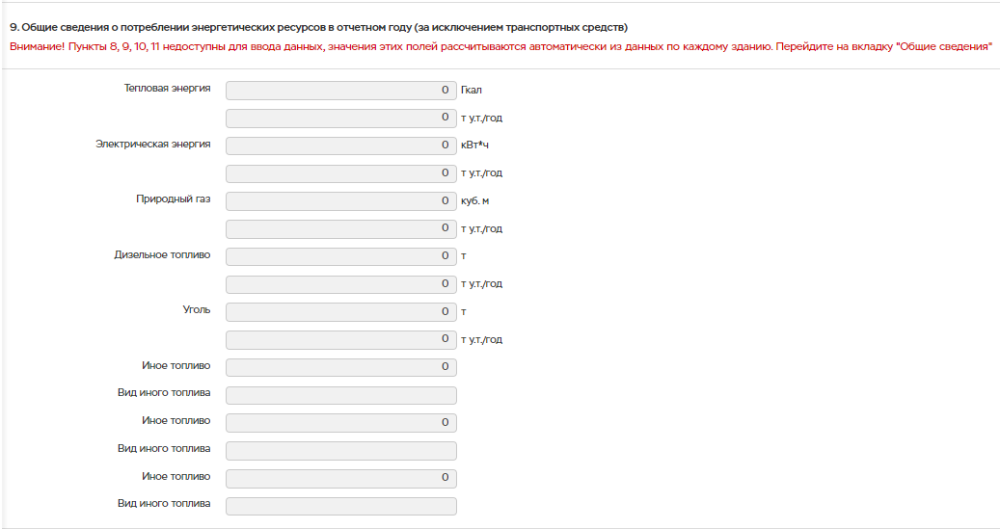 9. Общие сведения о потреблении энергетических ресурсов в отчетном году (за исключением транспортных средств)
Внимание! Пункты 8, 9, 10, 11 недоступны для ввода данных, значения этих полей рассчитываются автоматически из данных по каждому зданию. Перейдите на вкладку "Общие сведения"
Тепловая энергия 0 Гкал
0 т у.т./год
Электрическая энергия 0 кВт*ч
0 т у.т./год
Природный газ 0 куб. м
0 т у.т./год
Дизельное топливо 0 т
0 т у.т./год
Уголь 0 т
0 т у.т./год
Иное топливо 0
Вид иного топлива
Иное топливо 0
Вид иного топлива
Иное топливо 0
Вид иного топлива